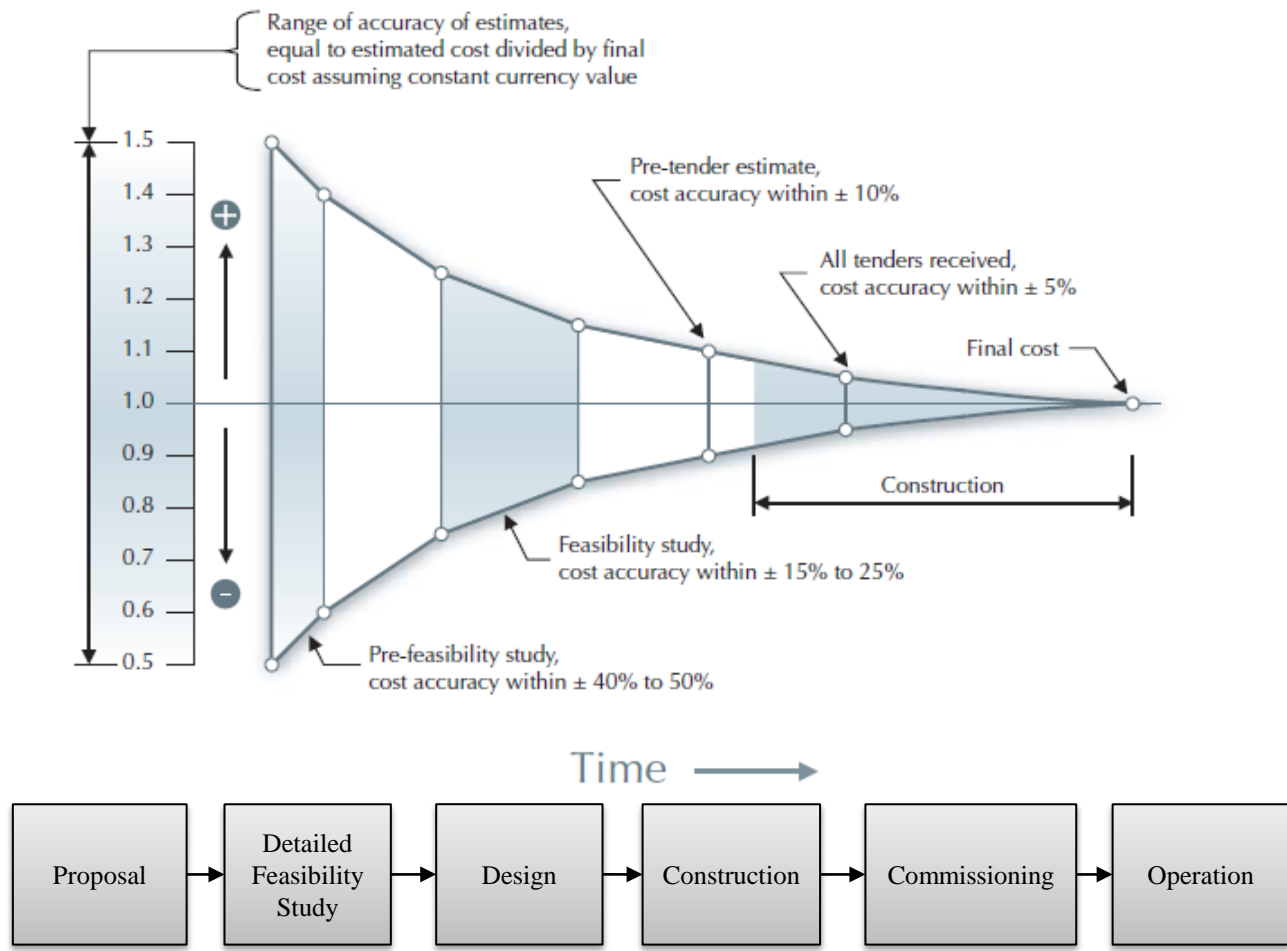 Range of accuracy of estimates,
equal to estimated cost divided by final
cost assuming constant currency value
1.5
1.4
1.3
1.2
1.1
1.0
0.9
0.8
0.7
0.6
0.5
+
-
Pre-tender estimate,
cost accuracy within ± 10%
All tenders received,
cost accuracy within ± 5%
Final cost
Construction
Feasibility study,
cost accuracy within ± 15% to 25%
Pre-feasibility study,
cost accuracy within ± 40% to 50%
Time
Proposal
Detailed
Feasibility
Study
Design
Construction
Commissioning
Operation